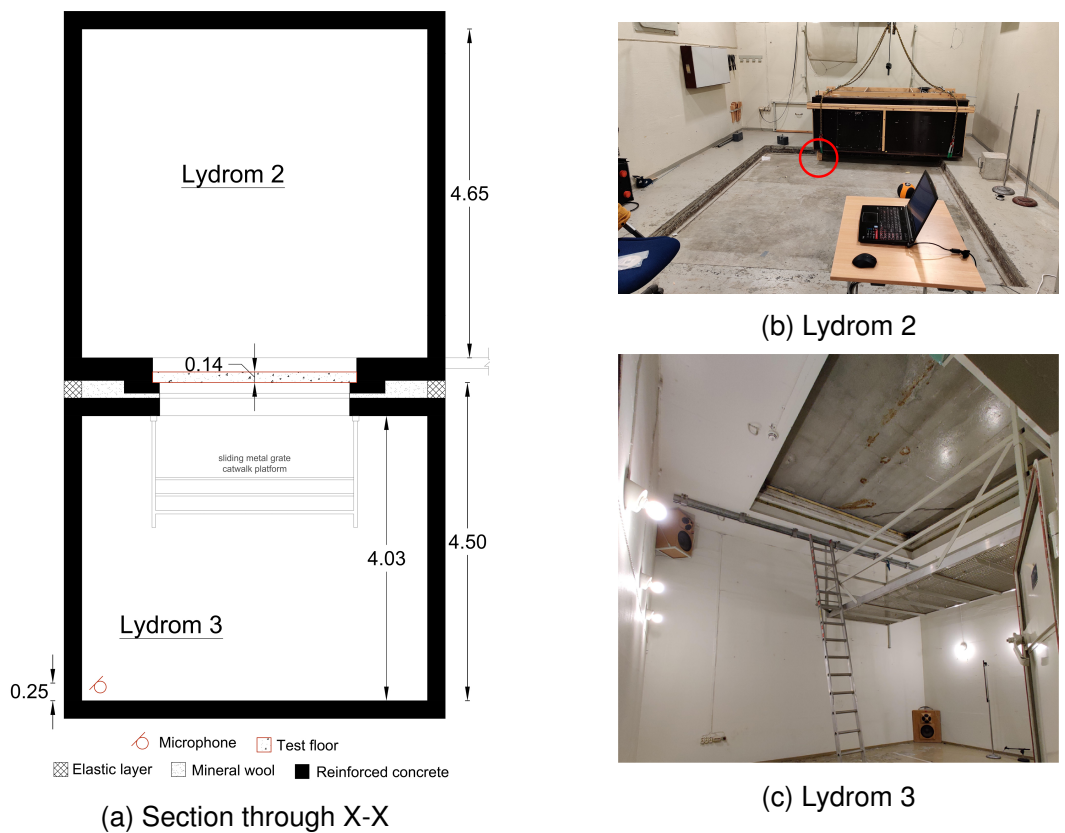 Lydrom 2
4.65
0.14
sliding metal grate
catwalk platform
4.03
4.50
Lydrom 3
0.25
Microphone
Test floor
Elastic layer
Mineral wool
Reinforced concrete
(a) Section through X-X
(b) Lydrom 2
(c) Lydrom 3